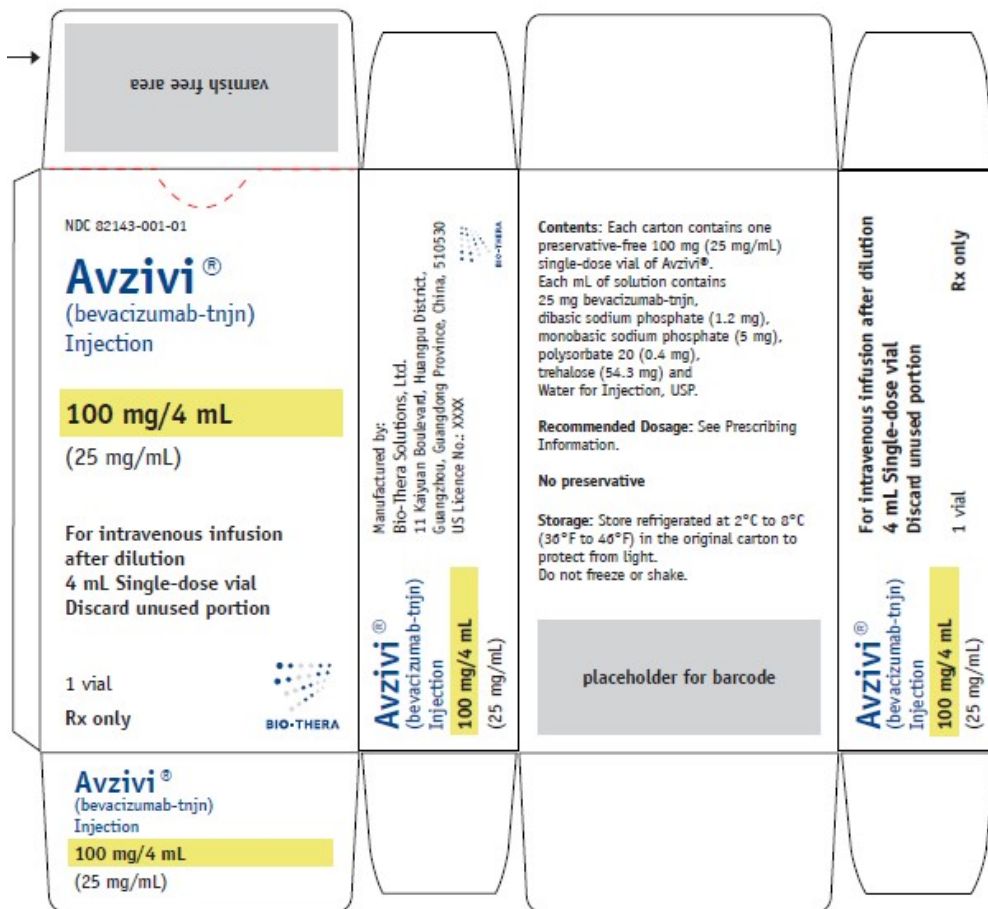 varnish free area
NDC 82143-001-01
Avzivi®
(bevacizumab-tnjn)
Injection
100 mg/4 mL
(25 mg/mL)
For intravenous infusion
after dilution
4 mL Single-dose vial
Discard unused portion
1 vial
Rx only
BIO-THERA
Avzivi®
(bevacizumab-tnjn)
Injection
100 mg/4 mL
(25 mg/mL)
Manufactured by:
Bio-Thera Solutions, Ltd.
11 Kaiyuan Boulevard, Huangpu District,
Guangzhou, Guangdong Province, China, 510530
US Licence No.: XXXX
BIO-THERA
Avzivi®
(bevacizumab-tnjn)
Injection
100 mg/4 mL
(25 mg/mL)
Contents: Each carton contains one
preservative-free 100 mg (25 mg/mL)
single-dose vial of Avzivi®.
Each mL of solution contains
25 mg bevacizumab-tnjn,
dibasic sodium phosphate (1.2 mg),
monobasic sodium phosphate (5 mg),
polysorbate 20 (0.4 mg),
trehalose (54.3 mg) and
Water for Injection, USP.
Recommended Dosage: See Prescribing
Information.
No preservative
Storage: Store refrigerated at 2°C to 8°C
(36°F to 46°F) in the original carton to
protect from light.
Do not freeze or shake.
placeholder for barcode
For intravenous infusion after dilution
4 mL Single-dose vial
Discard unused portion
1 vial
Rx only
Avzivi®
(bevacizumab-tnjn)
Injection
100 mg/4 mL
(25 mg/mL)